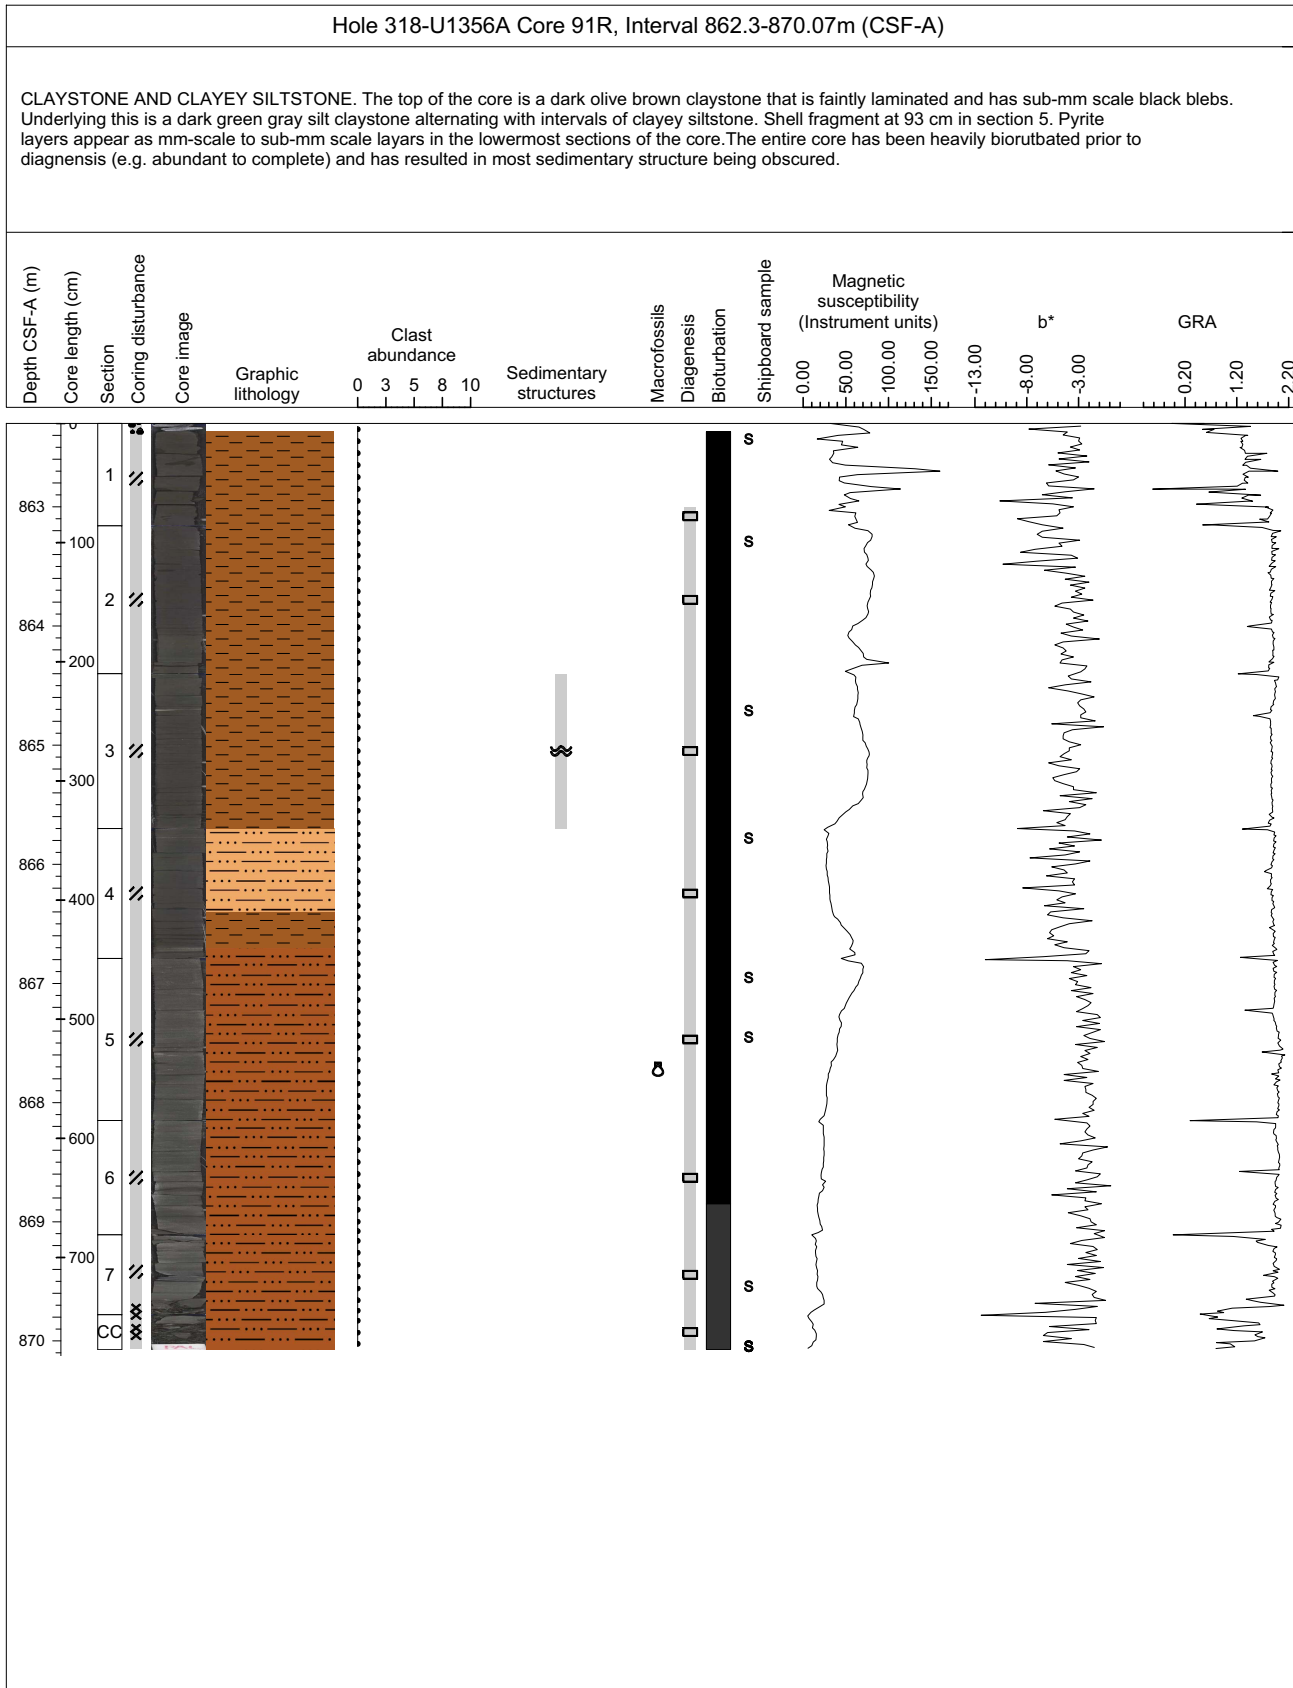 Hole 318-U1356A Core 91R, Interval 862.3-870.07m (CSF-A)
CLAYSTONE AND CLAYEY SILTSTONE. The top of the core is a dark olive brown claystone that is faintly laminated and has sub-mm scale black blebs.
Underlying this is a dark green gray silt claystone alternating with intervals of clayey siltstone. Shell fragment at 93 cm in section 5. Pyrite
layers appear as mm-scale to sub-mm scale layars in the lowermost sections of the core.The entire core has been heavily biorutbated prior to
diagnensis (e.g. abundant to complete) and has resulted in most sedimentary structure being obscured.
Depth CSF-A (m)
Core length (cm)
Section
Coring disturbance
Core image
Graphic
lithology
Clast
abundance
0 3 5 8 10
Sedimentary
structures
Macrofossils
Diagenesis
Bioturbation
Shipboard sample
Magnetic
susceptibility
(Instrument units)
0.00 50.00 100.00 150.00
b*
-13.00 -8.00 -3.00
GRA
0.20 1.20 2.20
0
S
1
863
100
S
2
864
200
S
3
865
300
S
866
4
400
867
S
500
S
5
868
600
6
869
700
7
S
CC
870
S